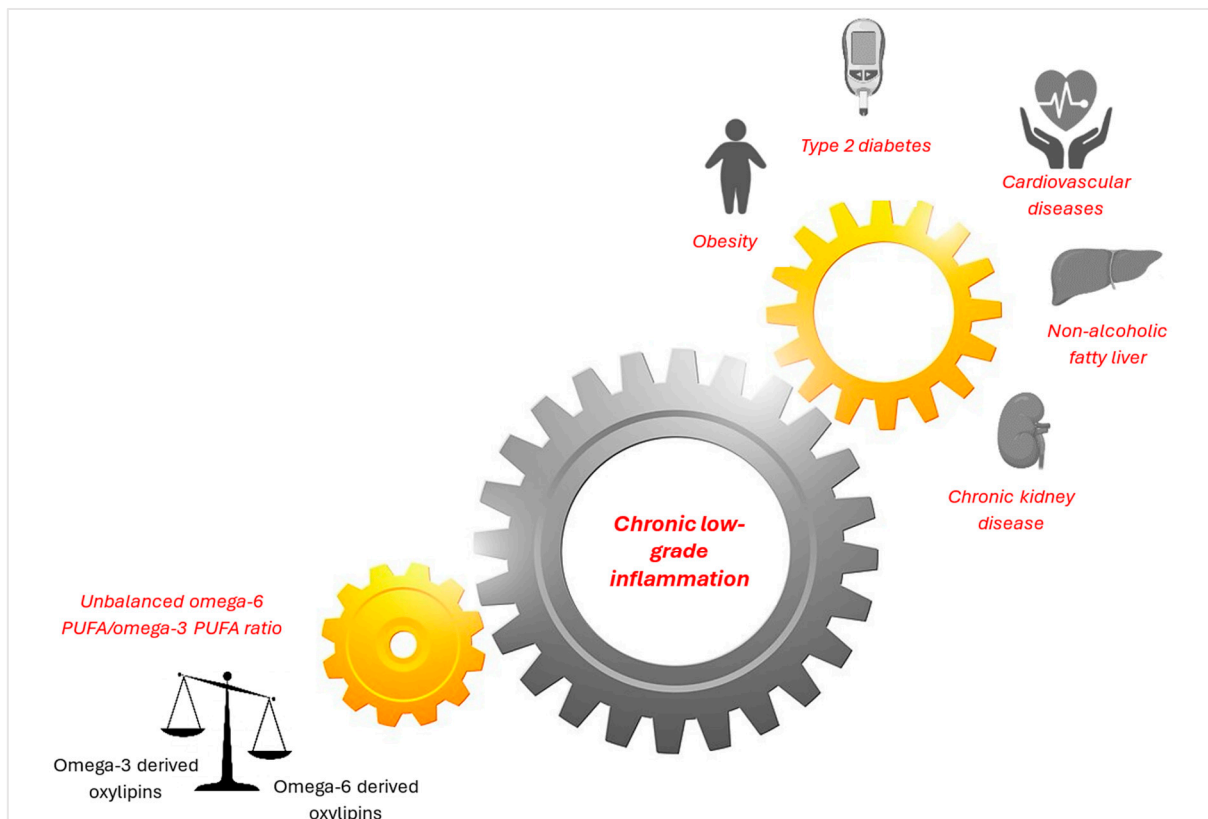 Type 2 diabetes
Cardiovascular
diseases
Obesity
Non-alcoholic
fatty liver
Chronic kidney
disease
Chronic low-
grade
inflammation
Unbalanced omega-6
PUFA/omega-3 PUFA ratio
Omega-3 derived
oxylipins
Omega-6 derived
oxylipins